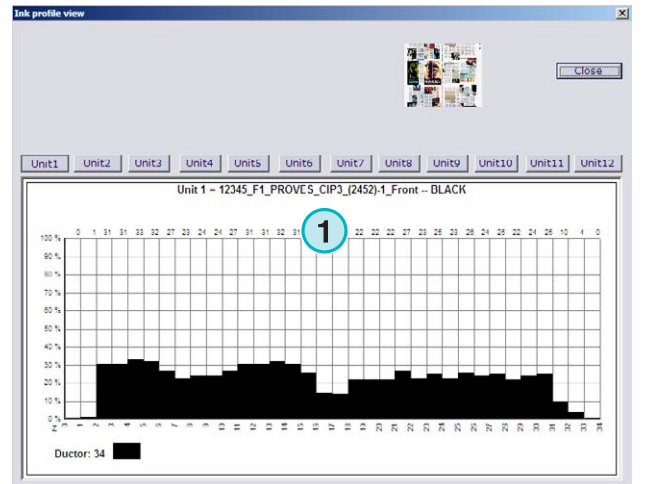 Ink profile view
Close
Unit1 Unit2 Unit3 Unit4 Unit5 Unit6 Unit7 Unit8 Unit9 Unit10 Unit11 Unit12
Unit 1 - 12345_F1_PROVES_CIP3_(2452)-1_Front -- BLACK
1
0 1 31 31 33 32 27 23 24 24 27 31 31 32 31 22 22 22 27 23 25 23 26 24 25 22 24 25 10 4 0
100 %
90 %
80 %
70 %
60 %
50 %
40 %
30 %
20 %
10 %
0 %
Ductor: 34